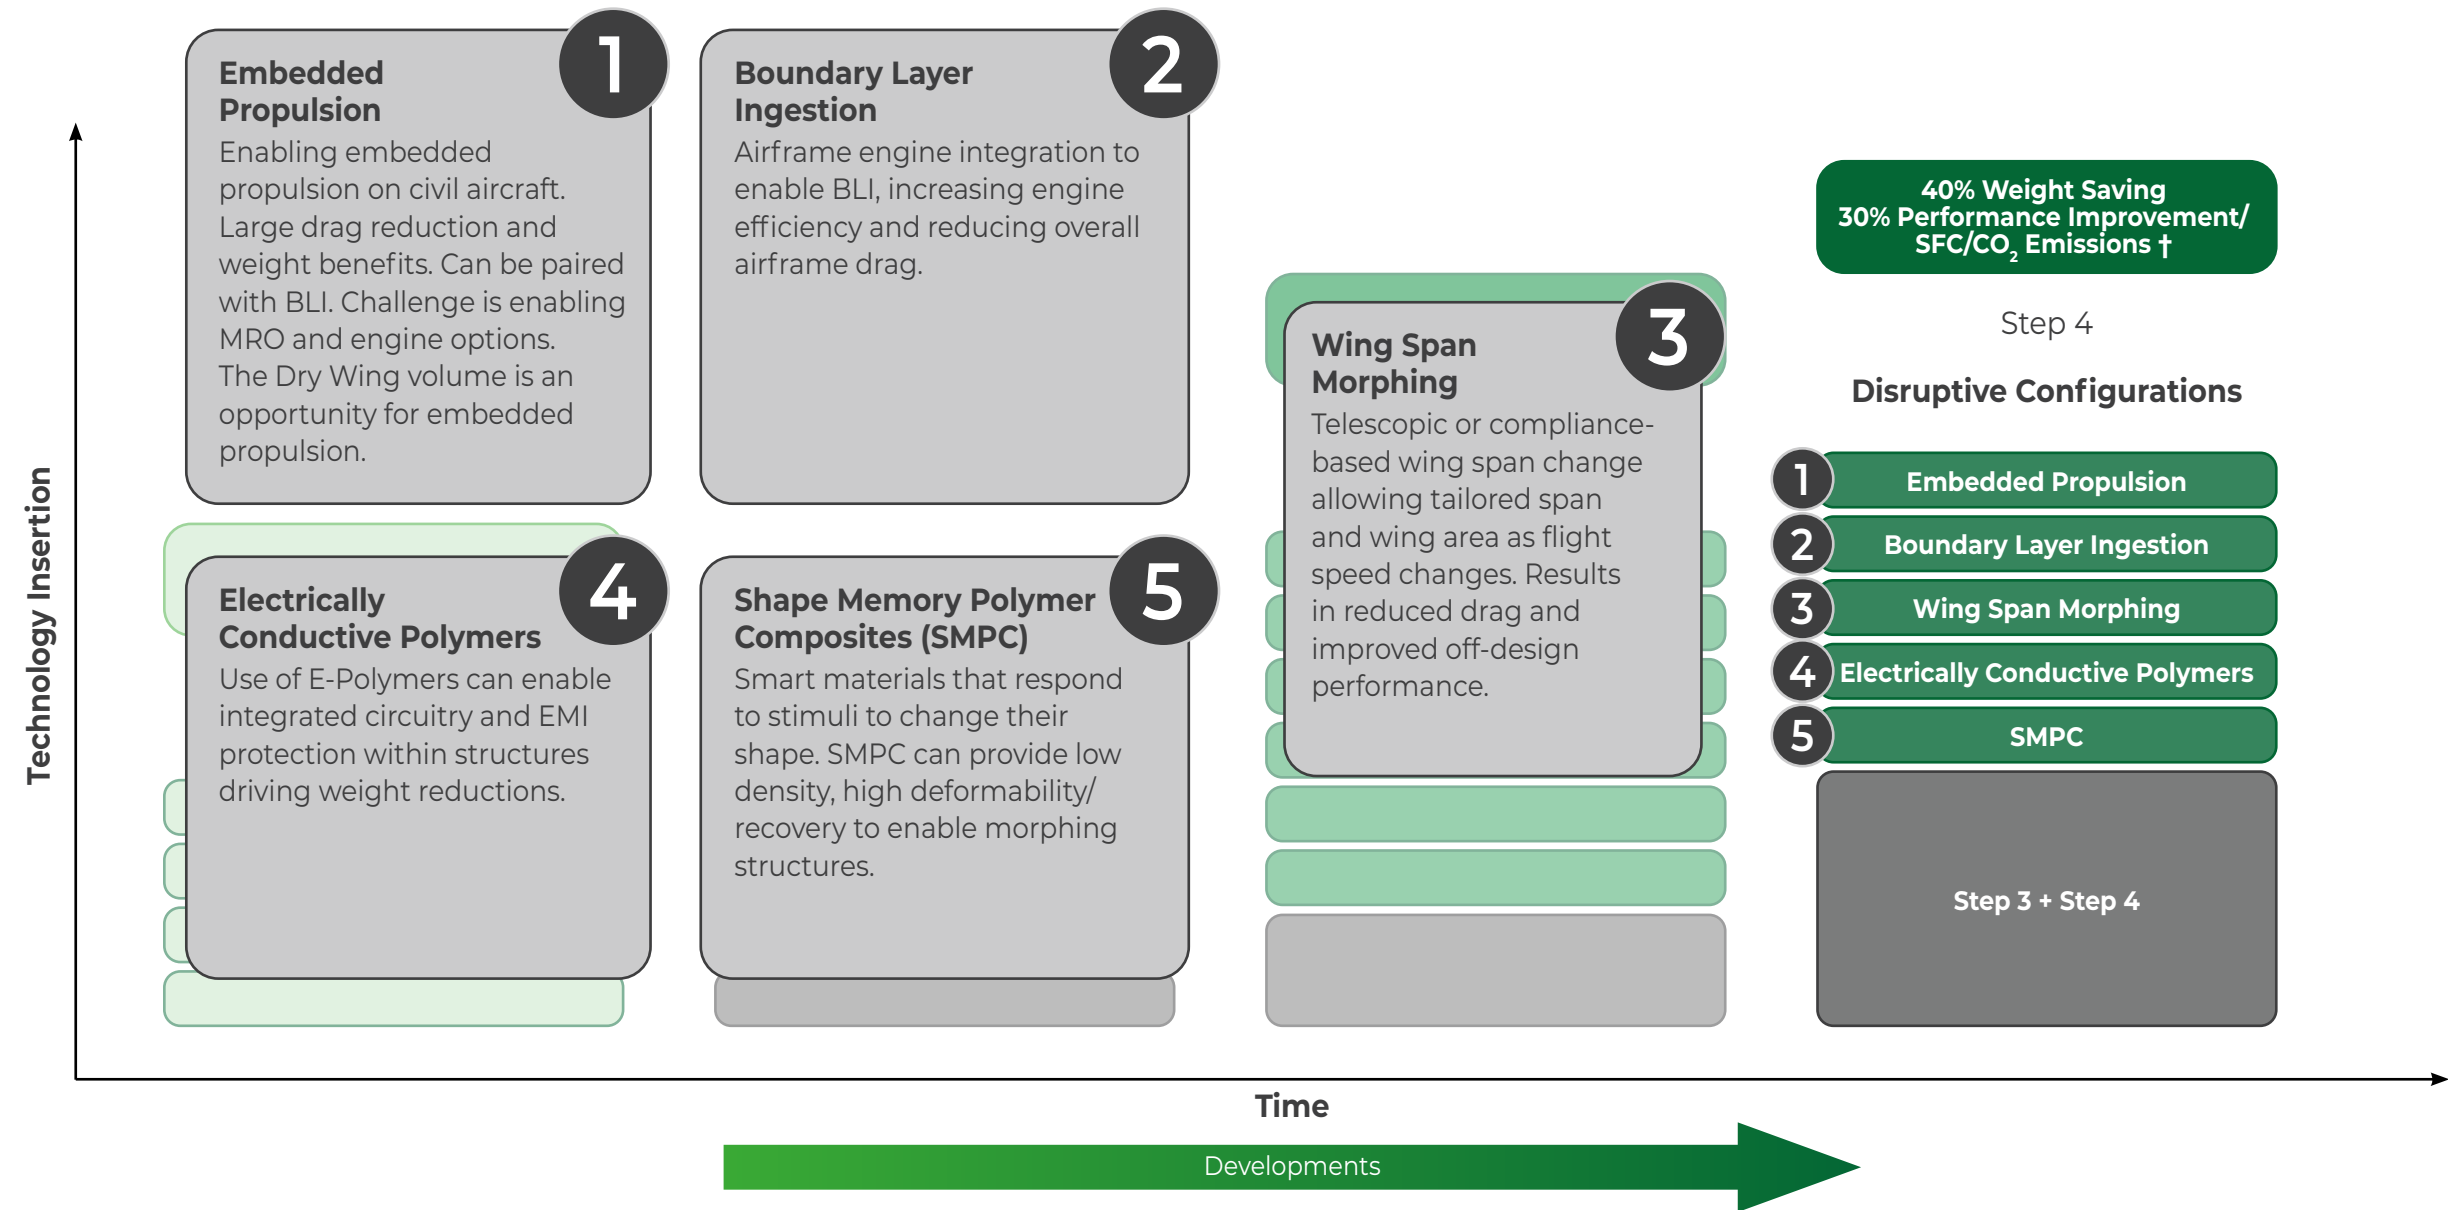 1
Embedded
Propulsion
Enabling embedded
propulsion on civil aircraft.
Large drag reduction and
weight benefits. Can be paired
with BLI. Challenge is enabling
MRO and engine options.
The Dry Wing volume is an
opportunity for embedded
propulsion.
2
Boundary Layer
Ingestion
Airframe engine integration to
enable BLI, increasing engine
efficiency and reducing overall
airframe drag.
3
Wing Span
Morphing
Telescopic or compliance-
based wing span change
allowing tailored span
and wing area as flight
speed changes. Results
in reduced drag and
improved off-design
performance.
4
Electrically
Conductive Polymers
Use of E-Polymers can enable
integrated circuitry and EMI
protection within structures
driving weight reductions.
5
Shape Memory Polymer
Composites (SMPC)
Smart materials that respond
to stimuli to change their
shape. SMPC can provide low
density, high deformability/
recovery to enable morphing
structures.
40% Weight Saving
30% Performance Improvement/
SFC/CO₂ Emissions †
Step 4
Disruptive Configurations
1 Embedded Propulsion
2 Boundary Layer Ingestion
3 Wing Span Morphing
4 Electrically Conductive Polymers
5 SMPC
Step 3 + Step 4
Technology Insertion
Time
Developments